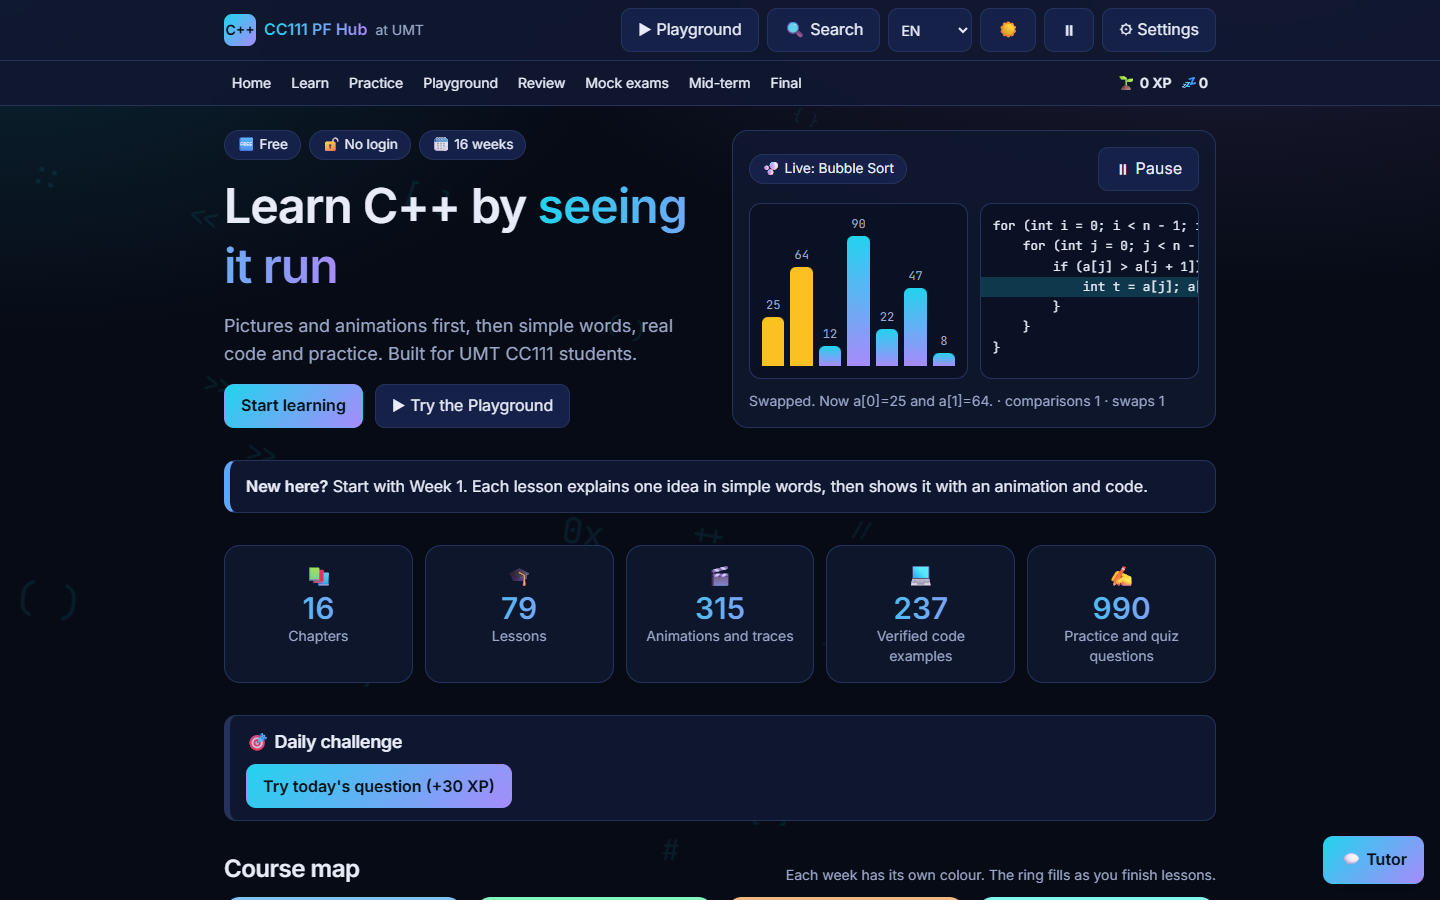 C++ CC111 PF Hub at UMT
▶ Playground
🔍 Search
EN
⚙ Settings
Home Learn Practice Playground Review Mock exams Mid-term Final
0 XP 💤 0
Free
No login
16 weeks
Learn C++ by seeing
it run
Pictures and animations first, then simple words, real
code and practice. Built for UMT CC111 students.
Start learning
▶ Try the Playground
Live: Bubble Sort
Pause
25 64 12 90 22 47 8
for (int i = 0; i < n - 1;
for (int j = 0; j < n -
if (a[j] > a[j + 1])
int t = a[j]; a[
}
}
}
Swapped. Now a[0]=25 and a[1]=64. · comparisons 1 · swaps 1
New here? Start with Week 1. Each lesson explains one idea in simple words, then shows it with an animation and code.
16
Chapters
79
Lessons
315
Animations and traces
237
Verified code
examples
990
Practice and quiz
questions
Daily challenge
Try today's question (+30 XP)
Course map
Each week has its own colour. The ring fills as you finish lessons.
Tutor